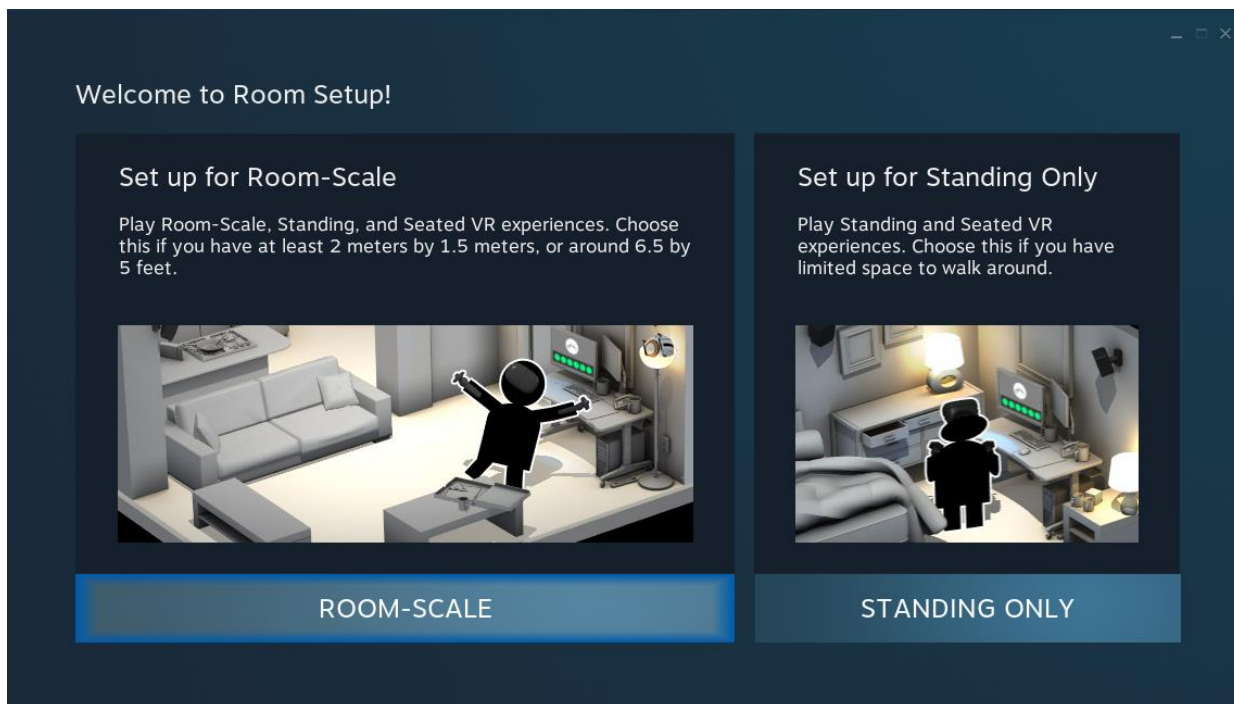 Welcome to Room Setup!
Set up for Room-Scale
Play Room-Scale, Standing, and Seated VR experiences. Choose
this if you have at least 2 meters by 1.5 meters, or around 6.5 by
5 feet.
ROOM-SCALE
Set up for Standing Only
Play Standing and Seated VR
experiences. Choose this if you have
limited space to walk around.
STANDING ONLY